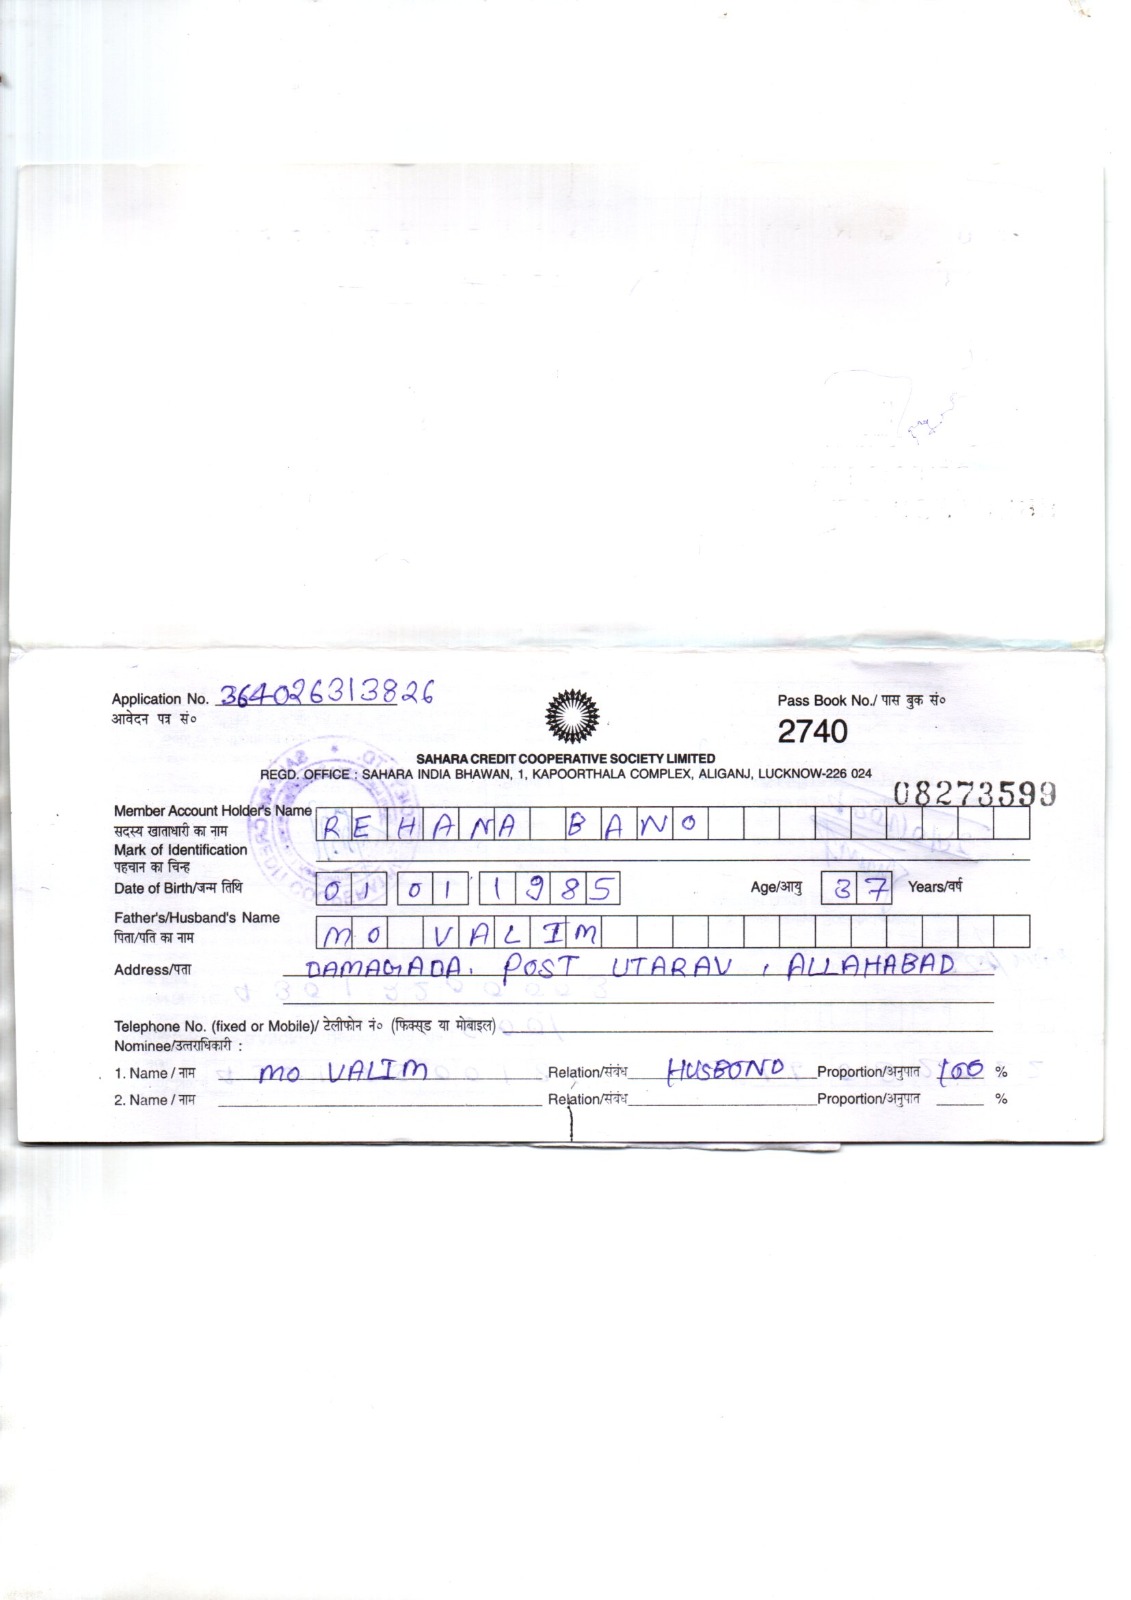 Application No. 364026313826
आवेदन पत्र सं०
Pass Book No./ पास बुक सं०
2740
SAHARA CREDIT COOPERATIVE SOCIETY LIMITED
REGD. OFFICE : SAHARA INDIA BHAWAN, 1, KAPOORTHALA COMPLEX, ALIGANJ, LUCKNOW-226 024
08273599
Member Account Holder's Name REHANA BANO
सदस्य खाताधारी का नाम
Mark of Identification
पहचान का चिन्ह
Date of Birth/जन्म तिथि 01 01 1985 Age/आयु 37 Years/वर्ष
Father's/Husband's Name MO VALIM
पिता/पति का नाम
Address/पता DAMAGADA. POST UTARAV , ALLAHABAD
Telephone No. (fixed or Mobile)/ टेलीफोन नं० (फिक्स्ड या मोबाइल)
Nominee/उत्तराधिकारी :
1. Name / नाम MO VALIM Relation/संबंध HUSBOND Proportion/अनुपात 100 %
2. Name / नाम Relation/संबंध Proportion/अनुपात %